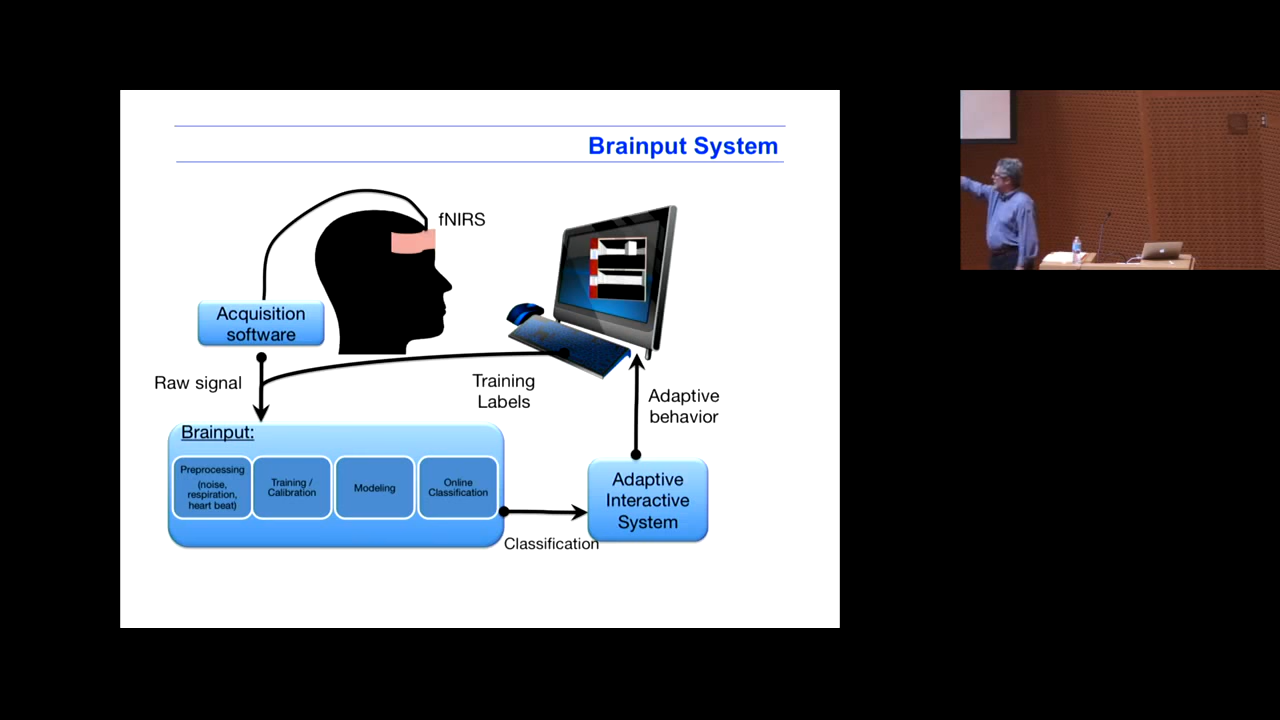 Brainput System
fNIRS
Acquisition
software
Raw signal
Training
Labels
Adaptive
behavior
Brainput:
Preprocessing
(noise,
respiration,
heart beat)
Training /
Calibration
Modeling
Online
Classification
Adaptive
Interactive
System
Classification